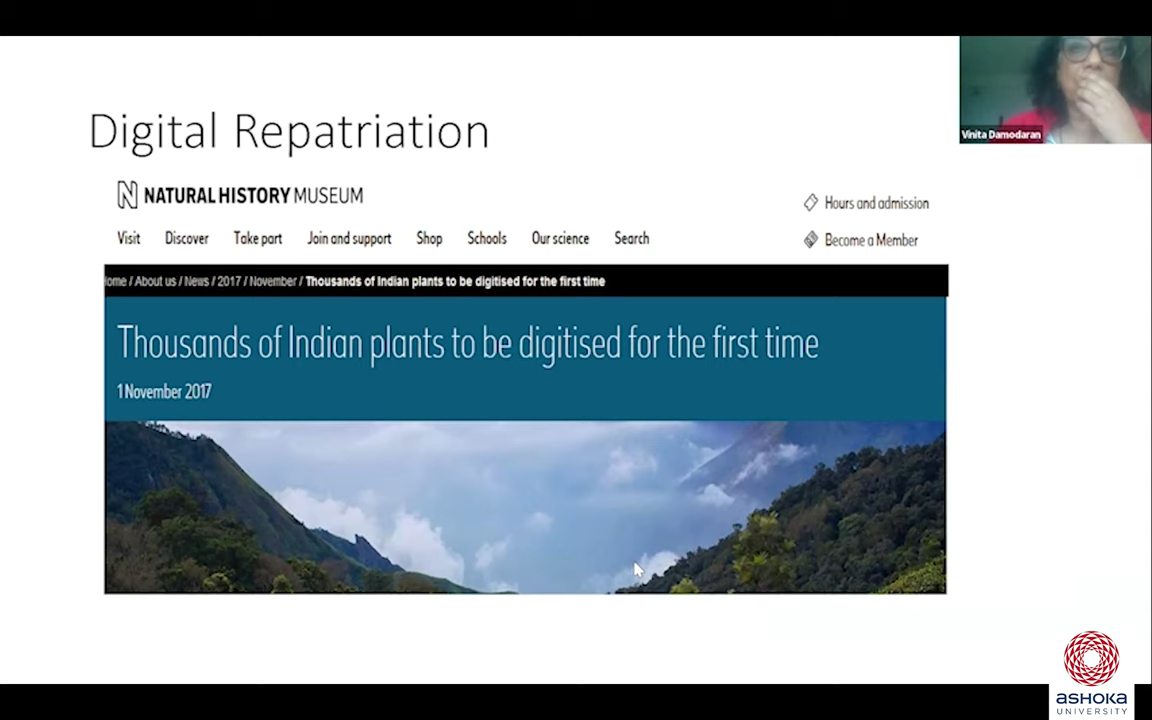 Digital Repatriation
Vinita Damodaran
NATURAL HISTORY MUSEUM
Hours and admission
Visit Discover Take part Join and support Shop Schools Our science Search
Become a Member
ome / About us / News / 2017 / November / Thousands of Indian plants to be digitised for the first time
Thousands of Indian plants to be digitised for the first time
1 November 2017
ASHOKA
UNIVERSITY